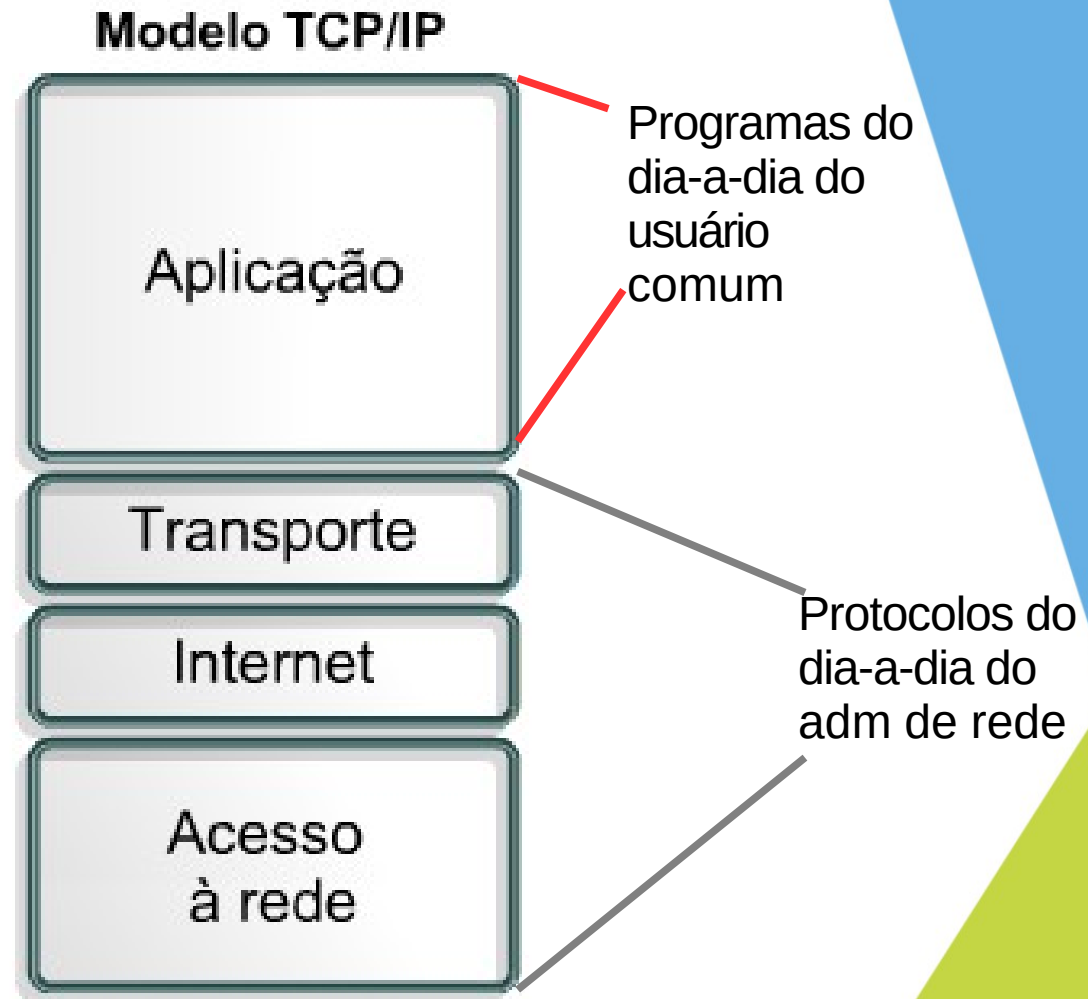 Modelo TCP/IP
Programas do
dia-a-dia do
usuário
comum
Aplicação
Transporte
Internet
Protocolos do
dia-a-dia do
adm de rede
Acesso
à rede